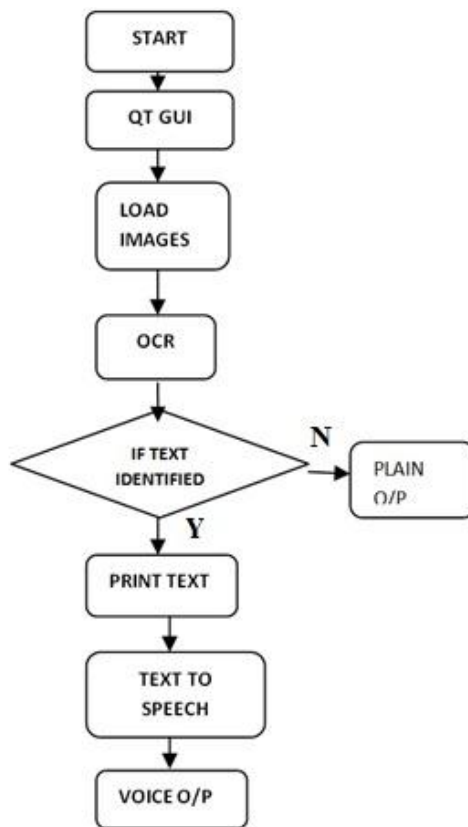 START
QT GUI
LOAD
IMAGES
OCR
IF TEXT
IDENTIFIED
N
PLAIN
O/P
Y
PRINT TEXT
TEXT TO
SPEECH
VOICE O/P